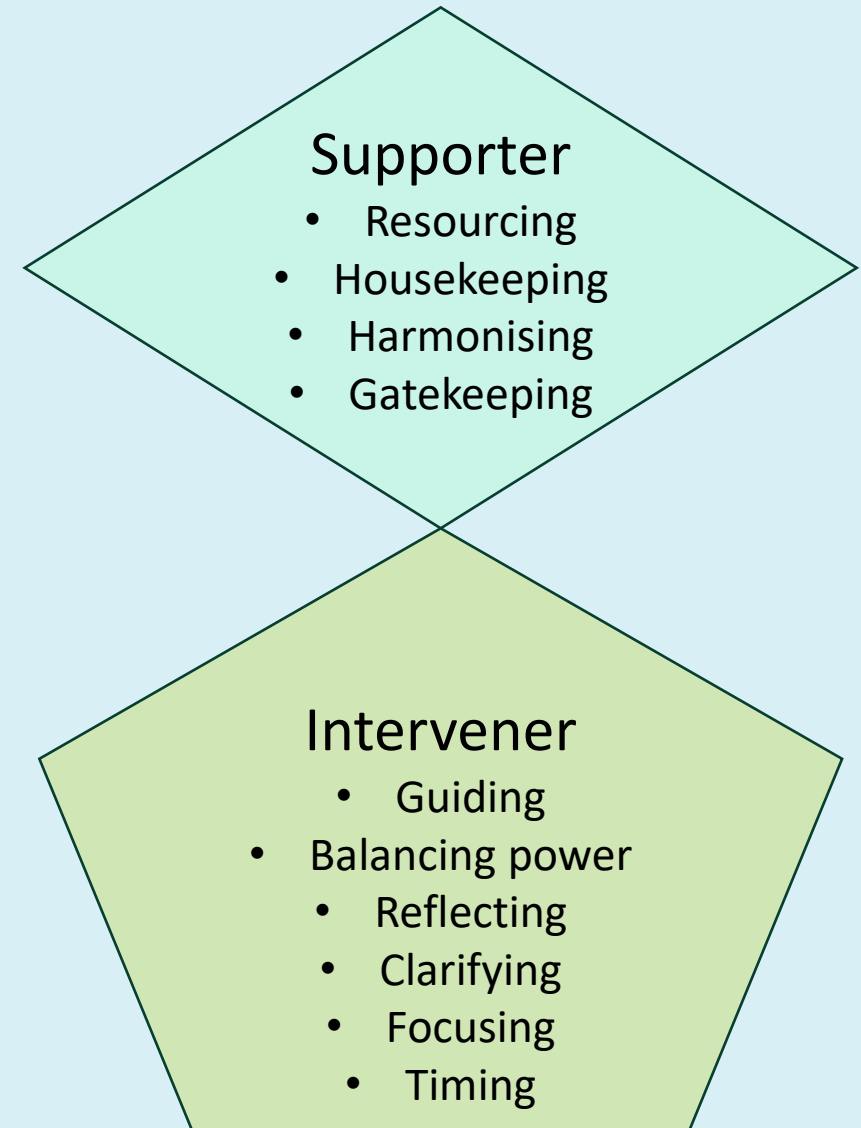 Supporter
• Resourcing
• Housekeeping
• Harmonising
• Gatekeeping
Intervener
• Guiding
• Balancing power
• Reflecting
• Clarifying
• Focusing
• Timing